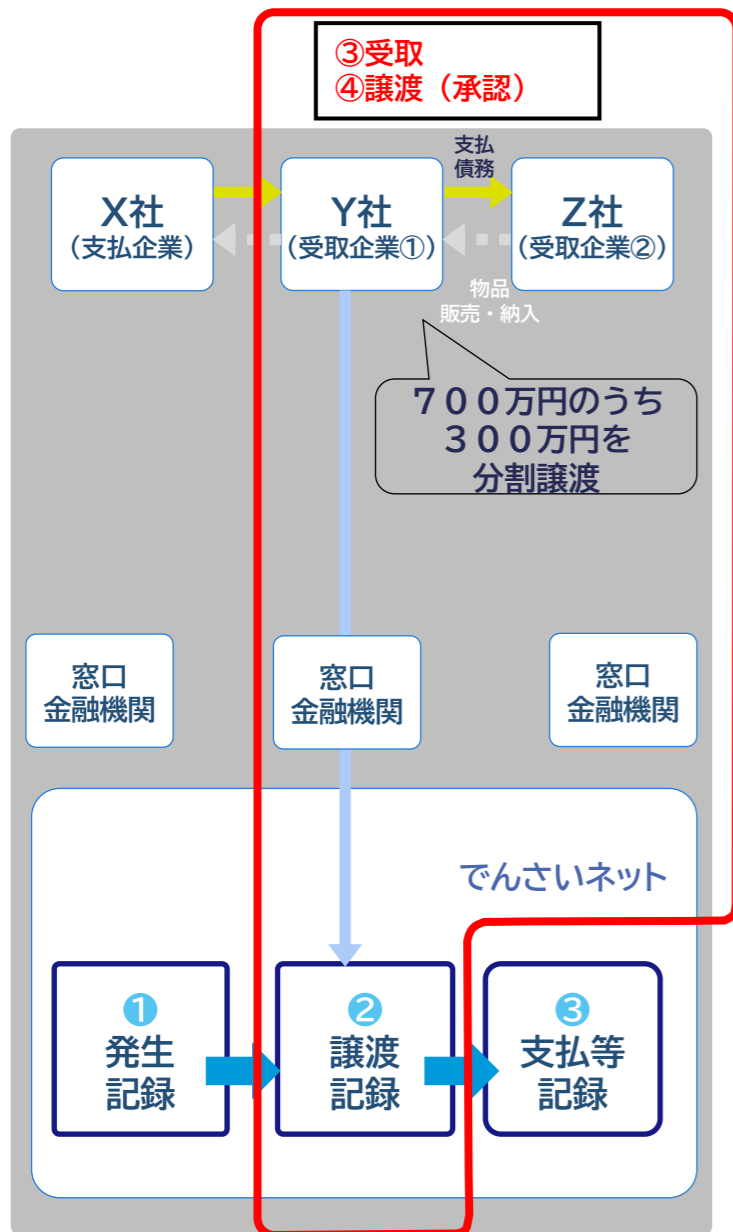 ③受取
④譲渡（承認）
支払
債務
X社
（支払企業）
Y社
（受取企業①）
Z社
（受取企業②）
物品
販売・納入
７００万円のうち
３００万円を
分割譲渡
窓口
金融機関
窓口
金融機関
窓口
金融機関
でんさいネット
❶
発生
記録
❷
譲渡
記録
❸
支払等
記録